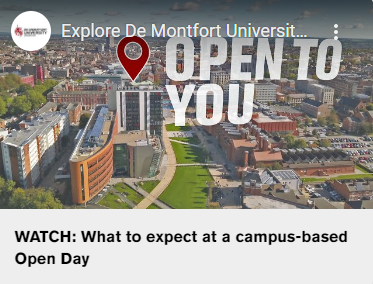 Explore De Montfort Universit...
OPEN TO
YOU
WATCH: What to expect at a campus-based
Open Day